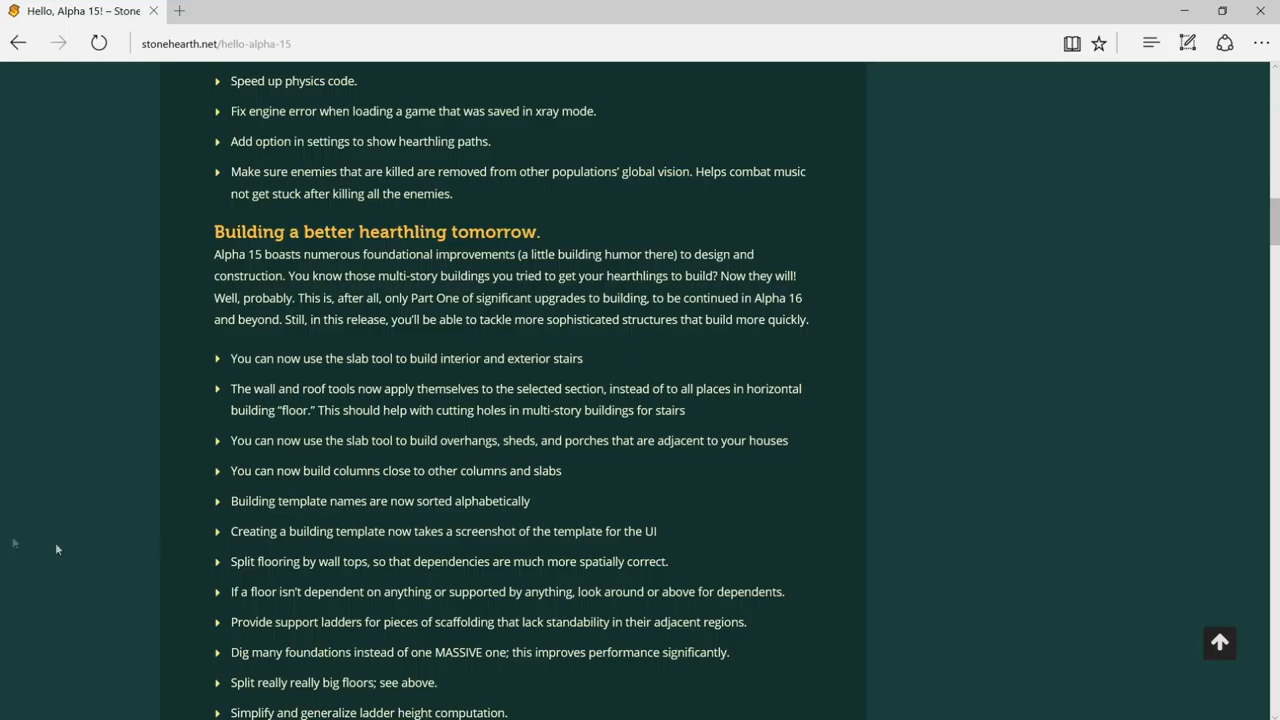 Hello, Alpha 15! – Stone
stonehearth.net/hello-alpha-15
Speed up physics code.
Fix engine error when loading a game that was saved in xray mode.
Add option in settings to show hearthling paths.
Make sure enemies that are killed are removed from other populations’ global vision. Helps combat music
not get stuck after killing all the enemies.
Building a better hearthling tomorrow.
Alpha 15 boasts numerous foundational improvements (a little building humor there) to design and
construction. You know those multi-story buildings you tried to get your hearthlings to build? Now they will!
Well, probably. This is, after all, only Part One of significant upgrades to building, to be continued in Alpha 16
and beyond. Still, in this release, you’ll be able to tackle more sophisticated structures that build more quickly.
You can now use the slab tool to build interior and exterior stairs
The wall and roof tools now apply themselves to the selected section, instead of to all places in horizontal
building “floor.” This should help with cutting holes in multi-story buildings for stairs
You can now use the slab tool to build overhangs, sheds, and porches that are adjacent to your houses
You can now build columns close to other columns and slabs
Building template names are now sorted alphabetically
Creating a building template now takes a screenshot of the template for the UI
Split flooring by wall tops, so that dependencies are much more spatially correct.
If a floor isn’t dependent on anything or supported by anything, look around or above for dependents.
Provide support ladders for pieces of scaffolding that lack standability in their adjacent regions.
Dig many foundations instead of one MASSIVE one; this improves performance significantly.
Split really really big floors; see above.
Simplify and generalize ladder height computation.